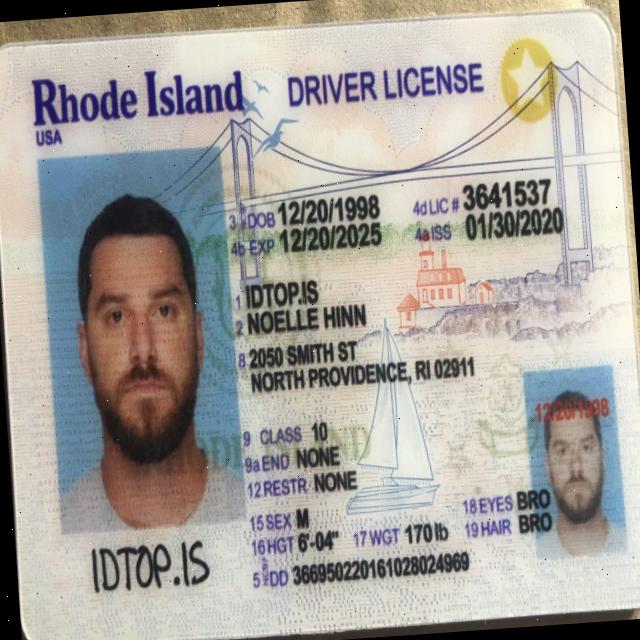 Rhode Island DRIVER LICENSE
USA
3 DOB 12/20/1998 4d LIC # 3641537
4b EXP 12/20/2025 4a ISS 01/30/2020
1 IDTOP.IS
2 NOELLE HINN
8 2050 SMITH ST
NORTH PROVIDENCE, RI 02911
12/20/1998
9 CLASS 10
9a END NONE
12 RESTR NONE
15 SEX M 18 EYES BRO
16 HGT 6'-04" 17 WGT 170 lb 19 HAIR BRO
5 DD 366950220161028024969
IDTOP.IS